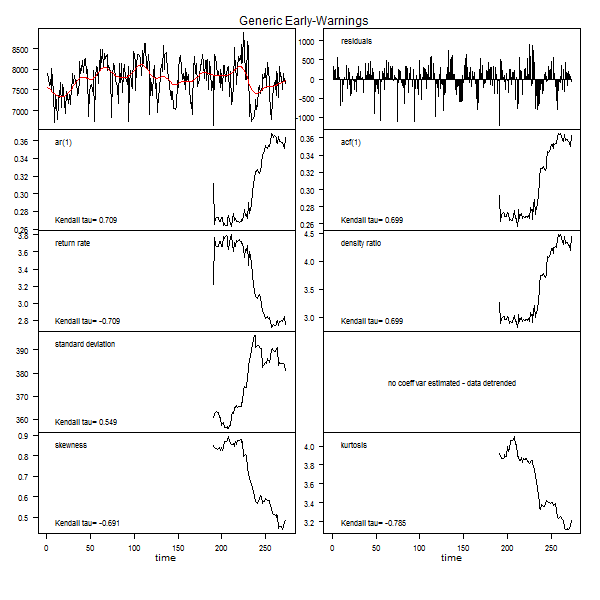 Generic Early-Warnings
8500
8000
7500
7000
residuals
1000
500
0
-500
-1000
ar(1)
0.36
0.34
0.32
0.30
0.28
0.26
Kendall tau= 0.709
acf(1)
0.36
0.34
0.32
0.30
0.28
0.26
Kendall tau= 0.699
return rate
3.8
3.6
3.4
3.2
3.0
2.8
Kendall tau= -0.709
density ratio
4.5
4.0
3.5
3.0
Kendall tau= 0.699
standard deviation
390
380
370
360
Kendall tau= 0.549
no coeff var estimated - data detrended
skewness
0.9
0.8
0.7
0.6
0.5
Kendall tau= -0.691
0 50 100 150 200 250
time
kurtosis
4.0
3.8
3.6
3.4
3.2
Kendall tau= -0.785
0 50 100 150 200 250
time